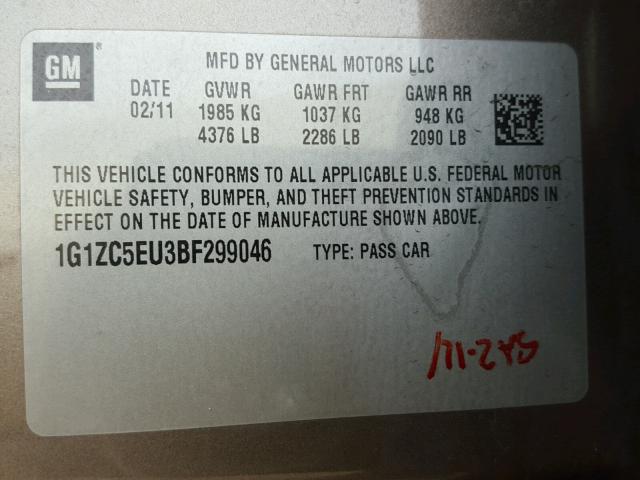 GM ®
MFD BY GENERAL MOTORS LLC
DATE GVWR GAWR FRT GAWR RR
02/11 1985 KG 1037 KG 948 KG
4376 LB 2286 LB 2090 LB
THIS VEHICLE CONFORMS TO ALL APPLICABLE U.S. FEDERAL MOTOR
VEHICLE SAFETY, BUMPER, AND THEFT PREVENTION STANDARDS IN
EFFECT ON THE DATE OF MANUFACTURE SHOWN ABOVE.
1G1ZC5EU3BF299046 TYPE: PASS CAR